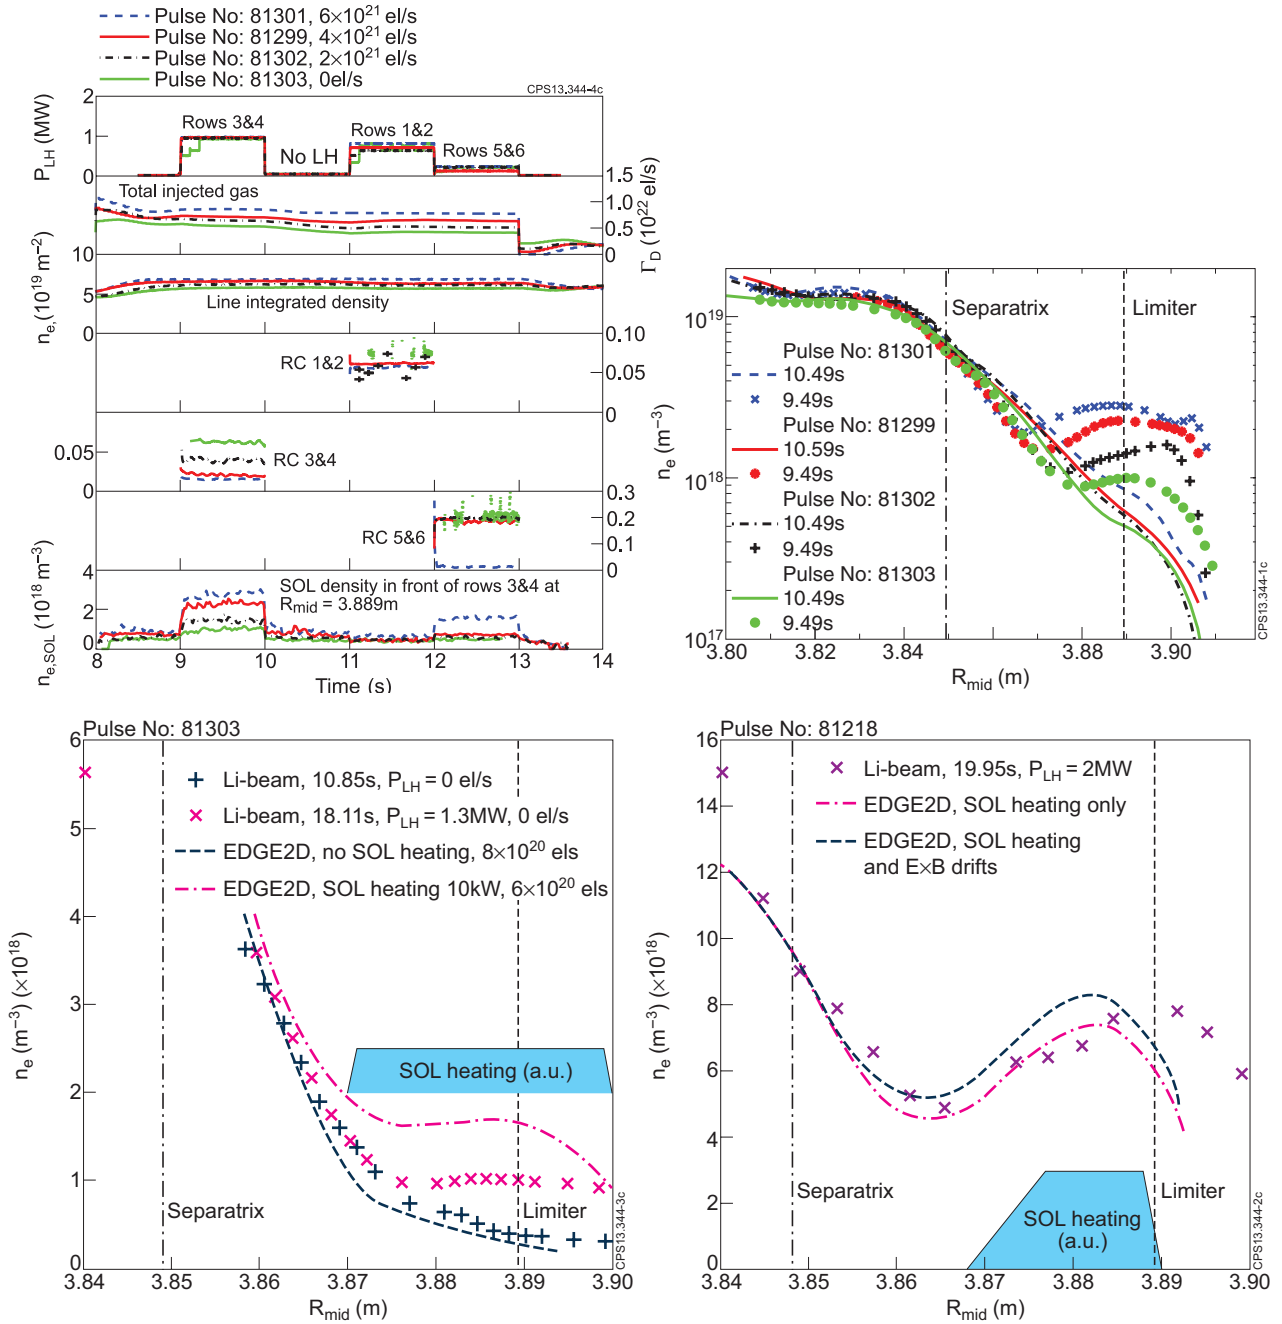 Pulse No: 81301, 6×10²¹ el/s
Pulse No: 81299, 4×10²¹ el/s
Pulse No: 81302, 2×10²¹ el/s
Pulse No: 81303, 0el/s
CPS13.344-4c
P_LH (MW)
2
1
0
Rows 3&4
No LH
Rows 1&2
Rows 5&6
Total injected gas
1.5
1.0
0.5
0
Γ_D (10²² el/s)
n_e,(10¹⁹ m⁻²)
10
5
0
Line integrated density
RC 1&2
0.10
0.05
0
0.05
0
RC 3&4
RC 5&6
0.3
0.2
0.1
0
n_e,SOL (10¹⁸ m⁻³)
4
2
0
SOL density in front of rows 3&4 at
R_mid = 3.889m
8 9 10 11 12 13 14
Time (s)
n_e (m⁻³)
10¹⁹
10¹⁸
10¹⁷
10¹⁹
10¹⁸
10¹⁷
Separatrix
Limiter
Pulse No: 81301
10.49s
9.49s
Pulse No: 81299
10.59s
9.49s
Pulse No: 81302
10.49s
9.49s
Pulse No: 81303
10.49s
9.49s
CPS13.344-1c
3.80 3.82 3.84 3.86 3.88 3.90
R_mid (m)
Pulse No: 81303
n_e (m⁻³) (×10¹⁸)
6
5
4
3
2
1
0
Li-beam, 10.85s, P_LH = 0 el/s
Li-beam, 18.11s, P_LH = 1.3MW, 0 el/s
EDGE2D, no SOL heating, 8×10²⁰ els
EDGE2D, SOL heating 10kW, 6×10²⁰ els
SOL heating (a.u.)
Separatrix
Limiter
CPS13.344-3c
3.84 3.85 3.86 3.87 3.88 3.89 3.90
R_mid (m)
Pulse No: 81218
n_e (m⁻³) (×10¹⁸)
16
14
12
10
8
6
4
2
0
Li-beam, 19.95s, P_LH = 2MW
EDGE2D, SOL heating only
EDGE2D, SOL heating
and E×B drifts
Separatrix
SOL heating
(a.u.)
Limiter
CPS13.344-2c
3.84 3.85 3.86 3.87 3.88 3.89 3.90
R_mid (m)